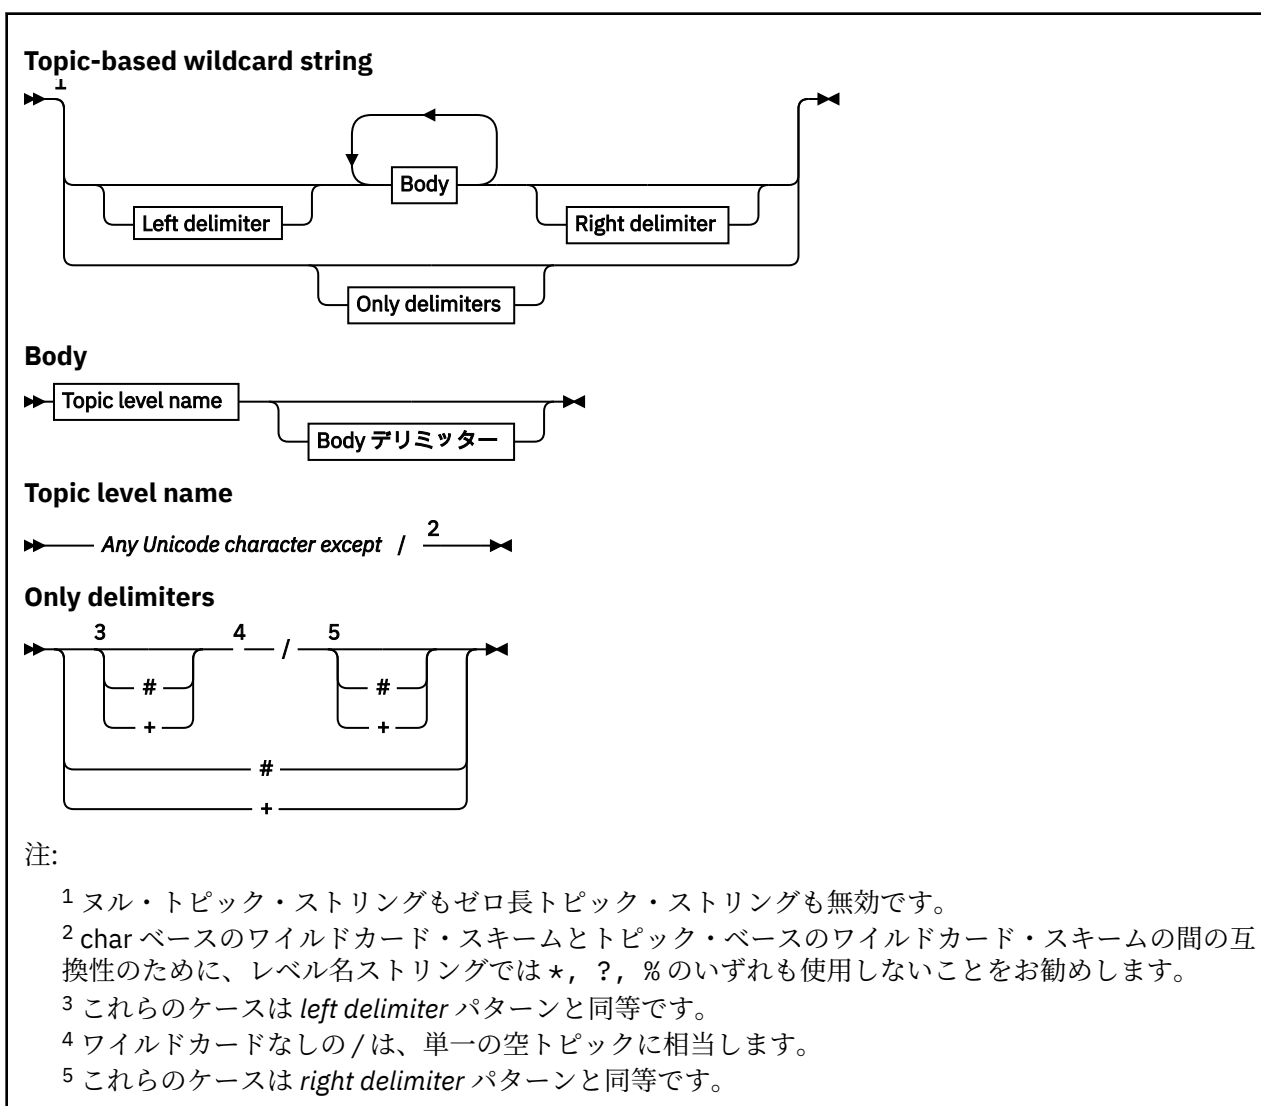 Topic-based wildcard string
1
Body
Left delimiter
Right delimiter
Only delimiters
Body
Topic level name
Body デリミッター
Topic level name
Any Unicode character except / 2
Only delimiters
3 4 / 5
# #
+ +
#
+
注:
1 ヌル・トピック・ストリングもゼロ長トピック・ストリングも無効です。
2 char ベースのワイルドカード・スキームとトピック・ベースのワイルドカード・スキームの間の互
換性のために、レベル名ストリングでは *, ?, % のいずれも使用しないことをお勧めします。
3 これらのケースは left delimiter パターンと同等です。
4 ワイルドカードなしの / は、単一の空トピックに相当します。
5 これらのケースは right delimiter パターンと同等です。